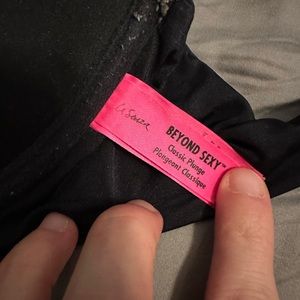 La Senza
BEYOND SEXY™
Classic Plunge
Plongeant Classique